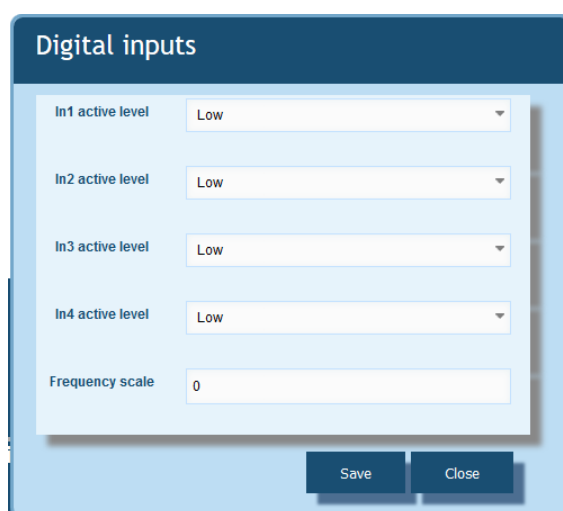 Digital inputs
In1 active level Low
In2 active level Low
In3 active level Low
In4 active level Low
Frequency scale 0
Save Close